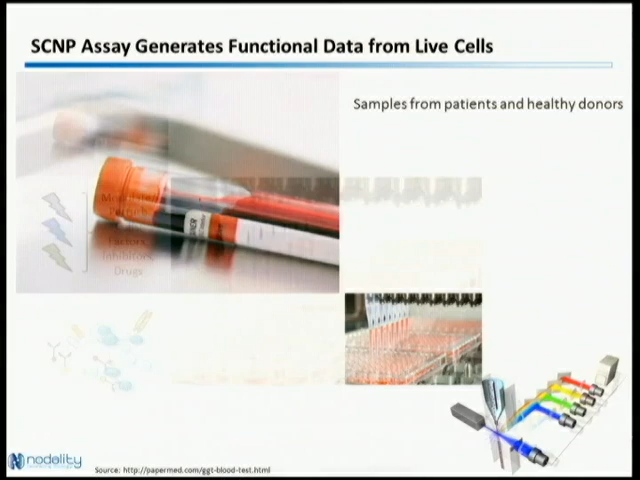 SCNP Assay Generates Functional Data from Live Cells
Samples from patients and healthy donors
Factors,
Inhibitors,
Drugs
nodality
Source: http://papermed.com/ggt-blood-test.html